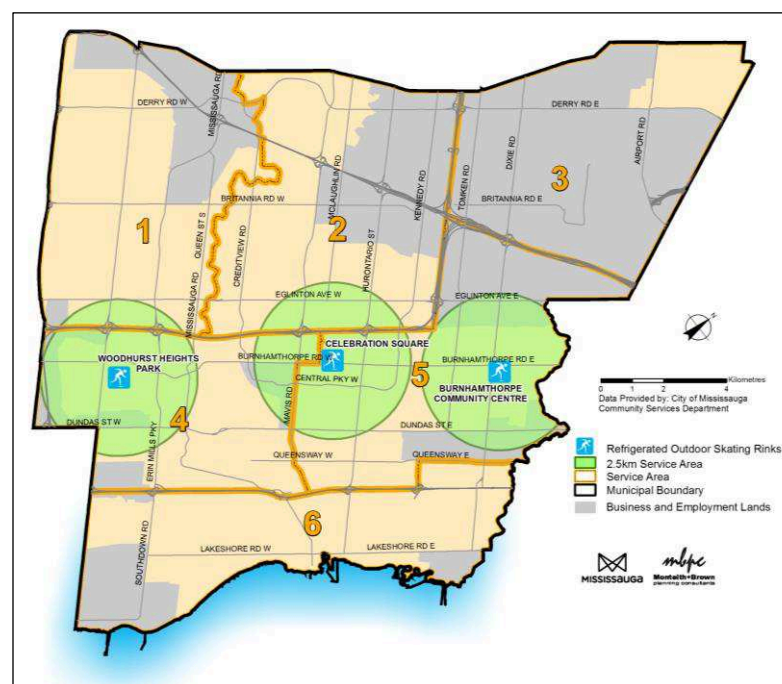 DERRY RD W
MISSISSAUGA RD
DERRY RD E
MCLAUGHLIN RD
KENNEDY RD
TOMKEN RD
DIXIE RD
AIRPORT RD
3
BRITANNIA RD W
BRITANNIA RD E
1
2
QUEEN ST S
CREDITVIEW RD
HURONTARIO ST
MISSISSAUGA RD
EGLINTON AVE W
EGLINTON AVE E
WOODHURST HEIGHTS
PARK
CELEBRATION SQUARE
BURNHAMTHORPE RD W
BURNHAMTHORPE RD E
CENTRAL PKY W
5
BURNHAMTHORPE
COMMUNITY CENTRE
MAVIS RD
DUNDAS ST W
4
DUNDAS ST E
ERIN MILLS PKY
QUEENSWAY W
QUEENSWAY E
6
SOUTHDOWN RD
LAKESHORE RD W
LAKESHORE RD E
N
Kilometres
0 1 2 4
Data Provided by: City of Mississauga
Community Services Department
Refrigerated Outdoor Skating Rinks
2.5km Service Area
Service Area
Municipal Boundary
Business and Employment Lands
MISSISSAUGA
mbpc
Monteith+Brown
planning consultants